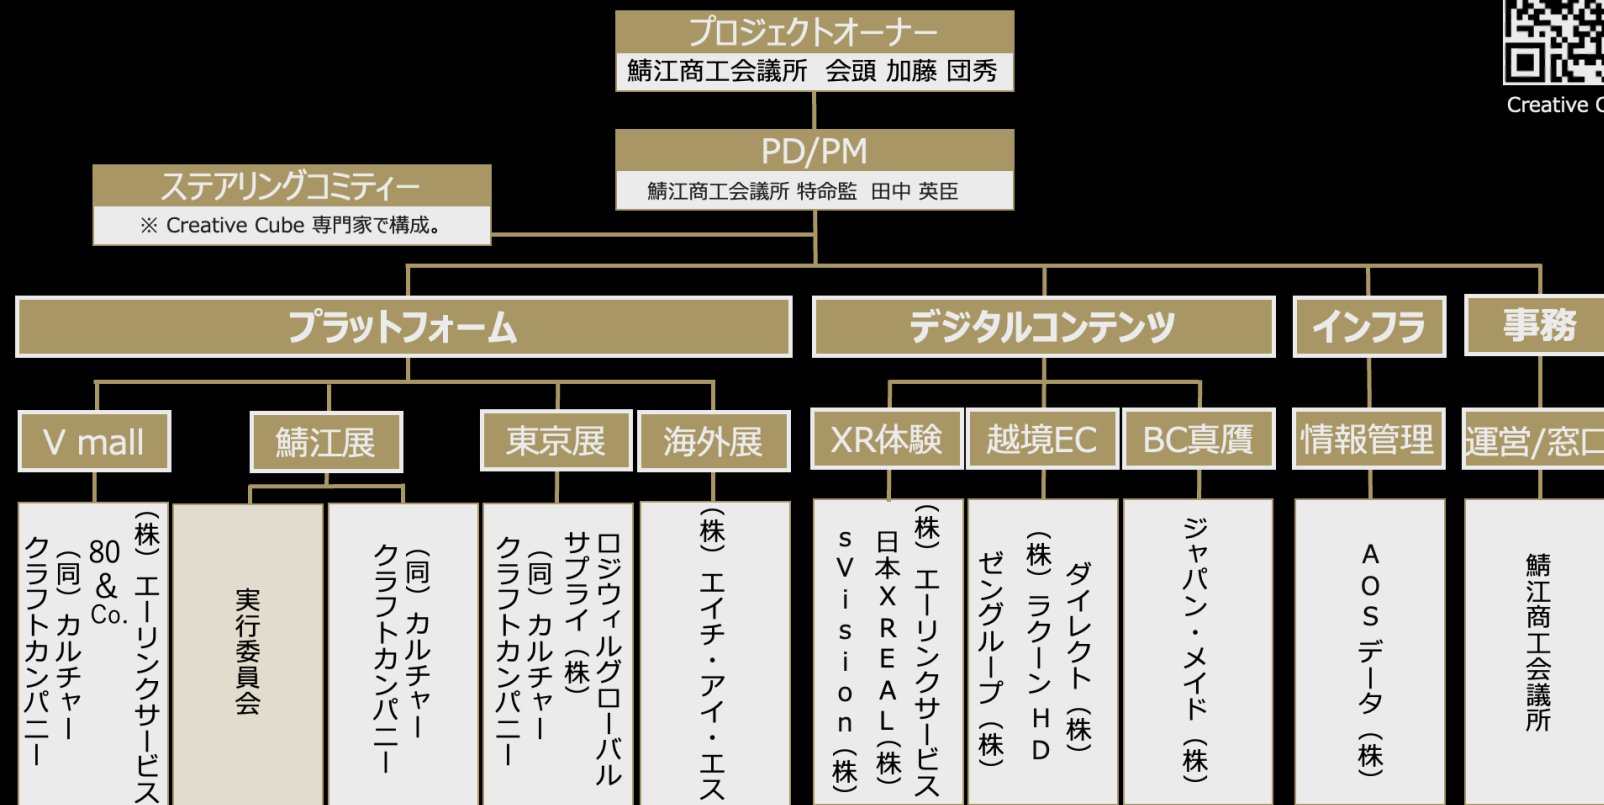 プロジェクトオーナー
鯖江商工会議所 会頭 加藤 団秀
Creative C
PD/PM
鯖江商工会議所 特命監 田中 英臣
ステアリングコミティー
※ Creative Cube 専門家で構成。
プラットフォーム
デジタルコンテンツ
インフラ
事務
V mall
鯖江展
東京展
海外展
XR体験
越境EC
BC真贋
情報管理
運営/窓口
(株)エーリンクサービス
80&Co.
(同)カルチャー
クラフトカンパニー
実行委員会
(同)カルチャー
クラフトカンパニー
ロジウィルグローバル
サプライ(株)
(同)カルチャー
クラフトカンパニー
(株)エイチ・アイ・エス
(株)エーリンクサービス
日本XREAL(株)
sVision(株)
ダイレクト(株)
(株)ラクーンHD
ゼングループ(株)
ジャパン・メイド(株)
AOSデータ(株)
鯖江商工会議所